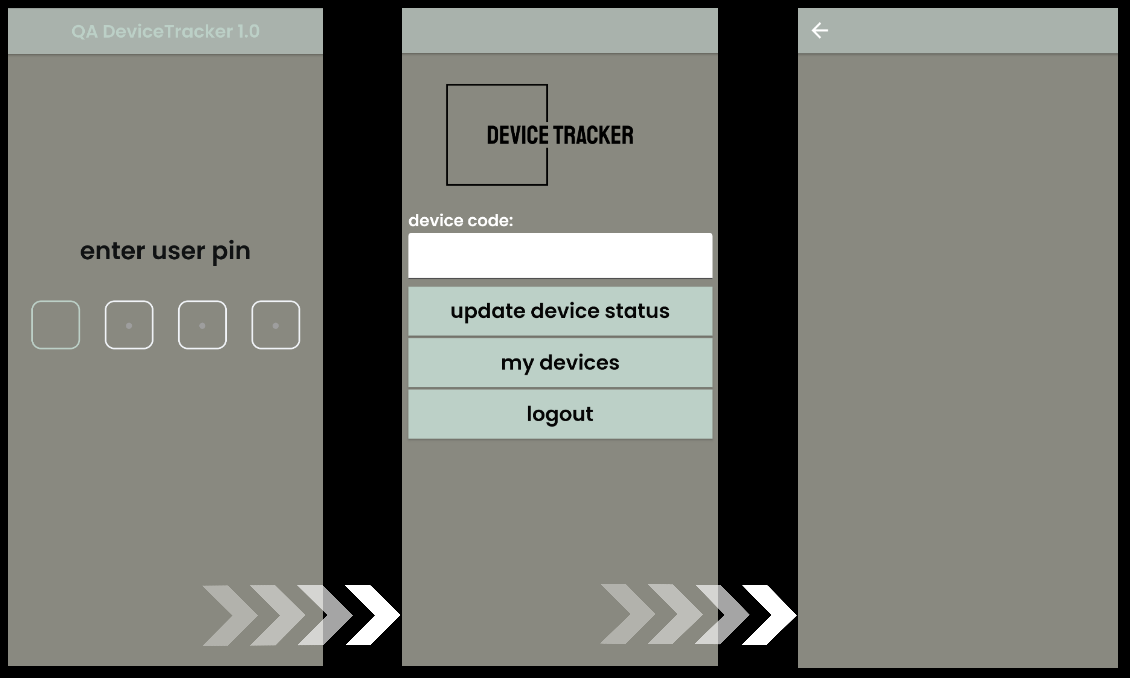 QA DeviceTracker 1.0
enter user pin
DEVICE TRACKER
device code:
update device status
my devices
logout